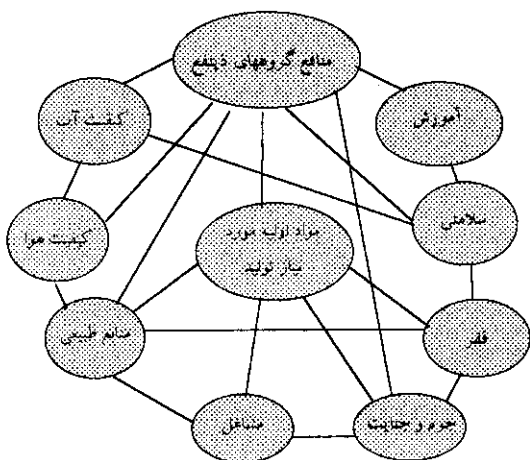 منافع گروههای ذینفع
کیفیت آب
آموزش
سلامتی
کیفیت هوا
مواد اولیه مورد
نیاز تولید
منابع طبیعی
فقر
مشاغل
جرم و جنایت